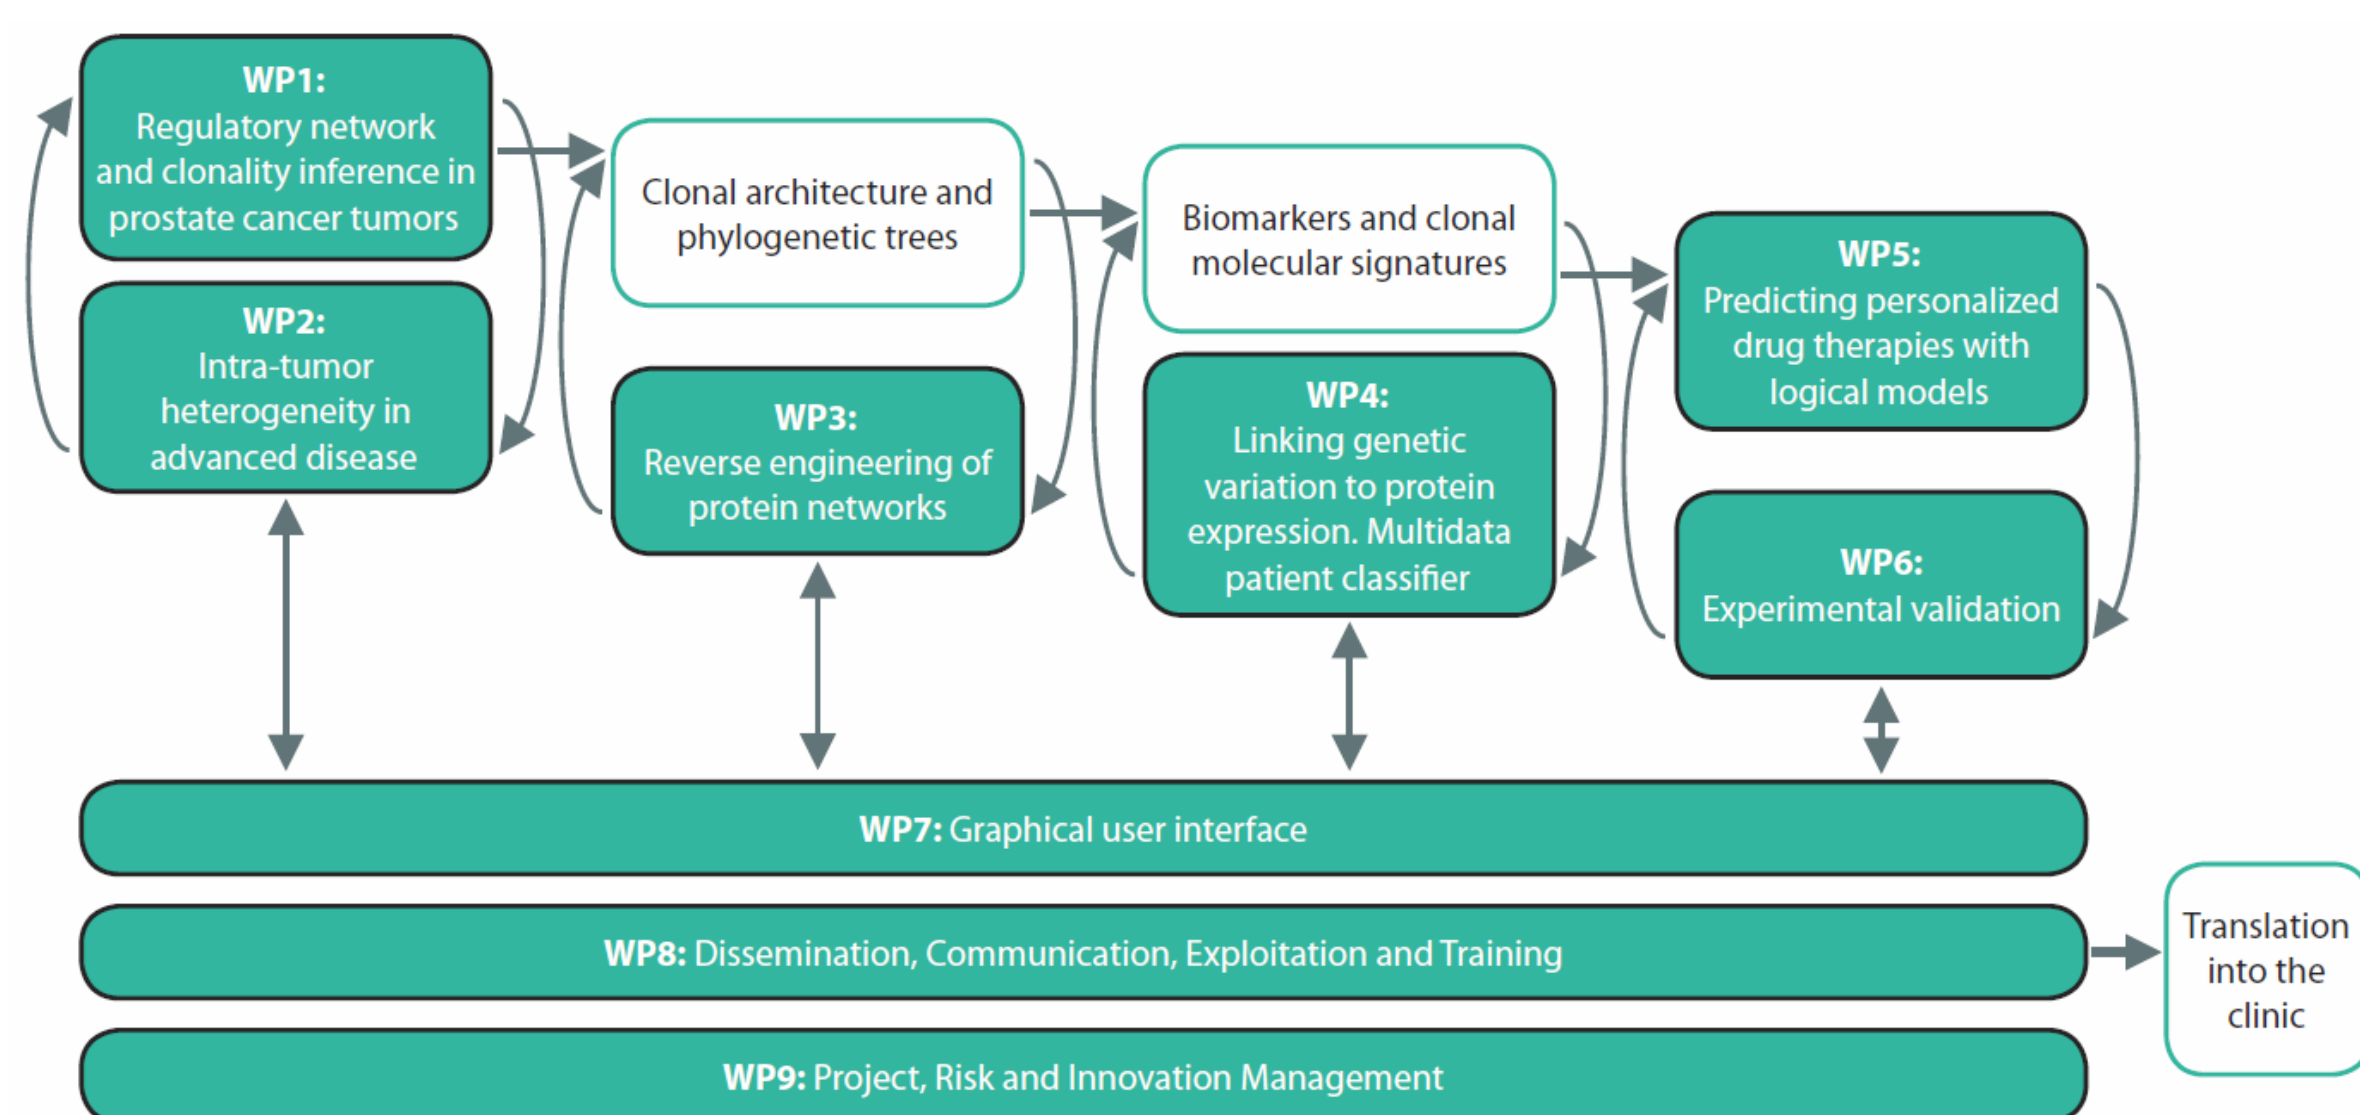 WP1:
Regulatory network
and clonality inference in
prostate cancer tumors
WP2:
Intra-tumor
heterogeneity in
advanced disease
Clonal architecture and
phylogenetic trees
WP3:
Reverse engineering of
protein networks
Biomarkers and clonal
molecular signatures
WP4:
Linking genetic
variation to protein
expression. Multidata
patient classifier
WP5:
Predicting personalized
drug therapies with
logical models
WP6:
Experimental validation
WP7: Graphical user interface
WP8: Dissemination, Communication, Exploitation and Training
Translation
into the
clinic
WP9: Project, Risk and Innovation Management